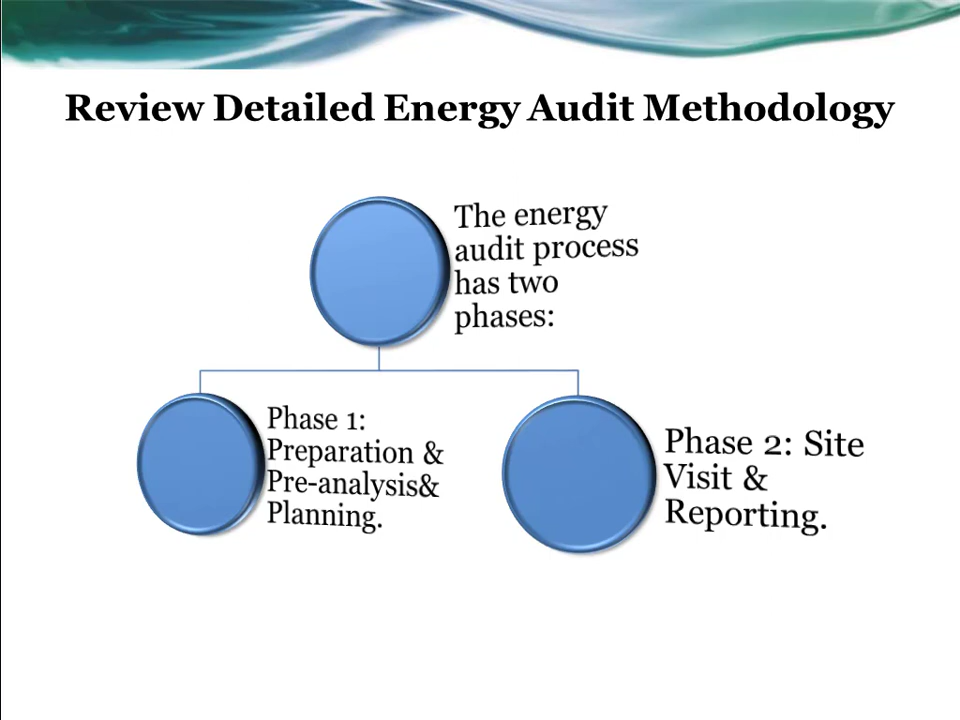 Review Detailed Energy Audit Methodology
The energy
audit process
has two
phases:
Phase 1:
Preparation &
Pre-analysis&
Planning.
Phase 2: Site
Visit &
Reporting.